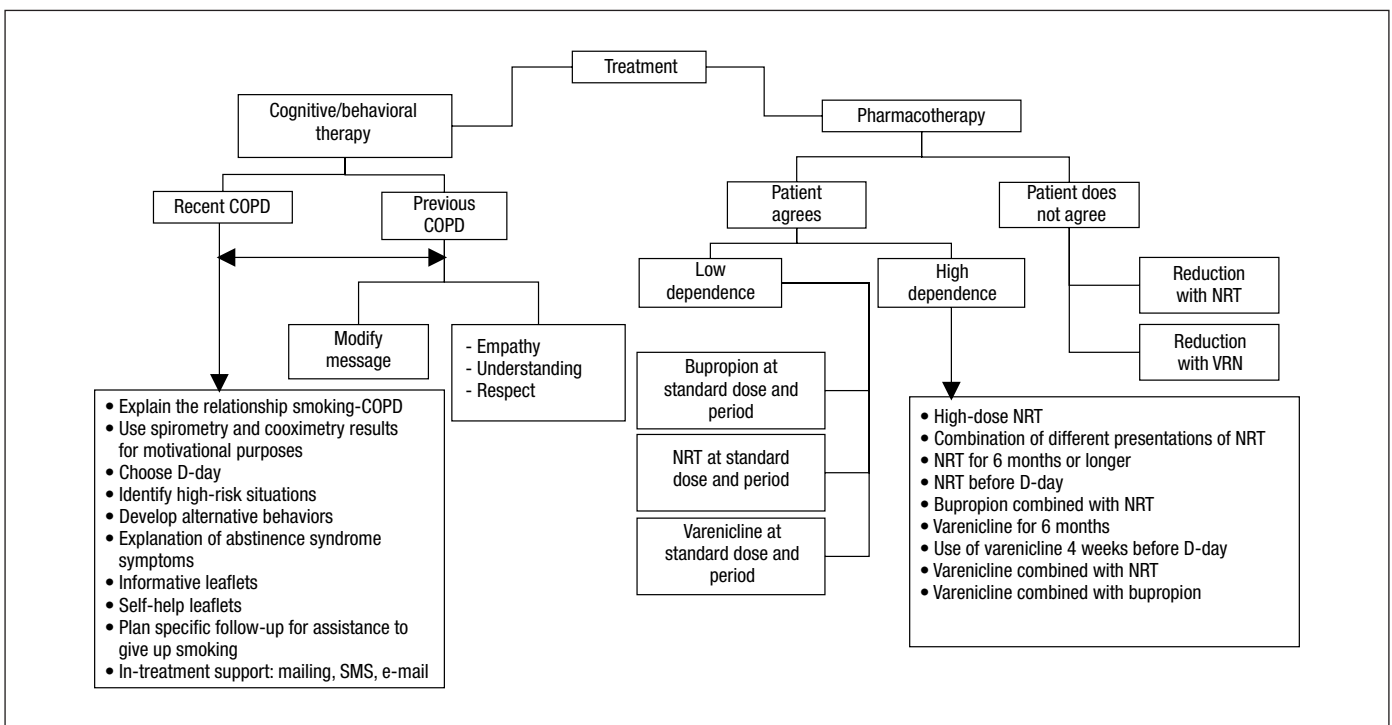 Treatment
Cognitive/behavioral
therapy
Pharmacotherapy
Recent COPD
Previous
COPD
Patient
agrees
Patient does
not agree
Low
dependence
High
dependence
Reduction
with NRT
Reduction
with VRN
Modify
message
- Empathy
- Understanding
- Respect
Bupropion at
standard dose and
period
NRT at standard
dose and period
Varenicline at
standard dose and
period
• Explain the relationship smoking-COPD
• Use spirometry and cooximetry results
for motivational purposes
• Choose D-day
• Identify high-risk situations
• Develop alternative behaviors
• Explanation of abstinence syndrome
symptoms
• Informative leaflets
• Self-help leaflets
• Plan specific follow-up for assistance to
give up smoking
• In-treatment support: mailing, SMS, e-mail
• High-dose NRT
• Combination of different presentations of NRT
• NRT for 6 months or longer
• NRT before D-day
• Bupropion combined with NRT
• Varenicline for 6 months
• Use of varenicline 4 weeks before D-day
• Varenicline combined with NRT
• Varenicline combined with bupropion